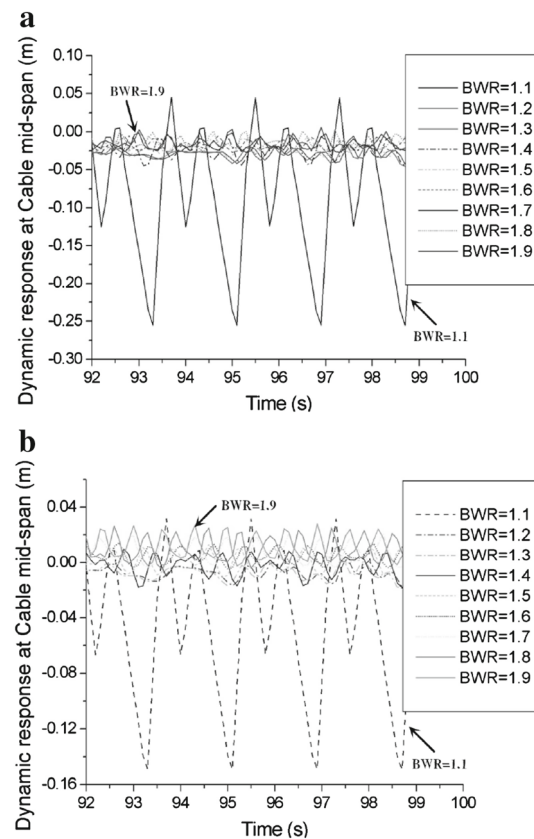 a
Dynamic response at Cable mid-span (m)
0.10
0.05
0.00
-0.05
-0.10
-0.15
-0.20
-0.25
-0.30
92 93 94 95 96 97 98 99 100
Time (s)
BWR=1.9
BWR=1.1
BWR=1.1
BWR=1.2
BWR=1.3
BWR=1.4
BWR=1.5
BWR=1.6
BWR=1.7
BWR=1.8
BWR=1.9
b
Dynamic response at Cable mid-span (m)
0.04
0.00
-0.04
-0.08
-0.12
-0.16
92 93 94 95 96 97 98 99 100
Time (s)
BWR=1.9
BWR=1.1
BWR=1.1
BWR=1.2
BWR=1.3
BWR=1.4
BWR=1.5
BWR=1.6
BWR=1.7
BWR=1.8
BWR=1.9